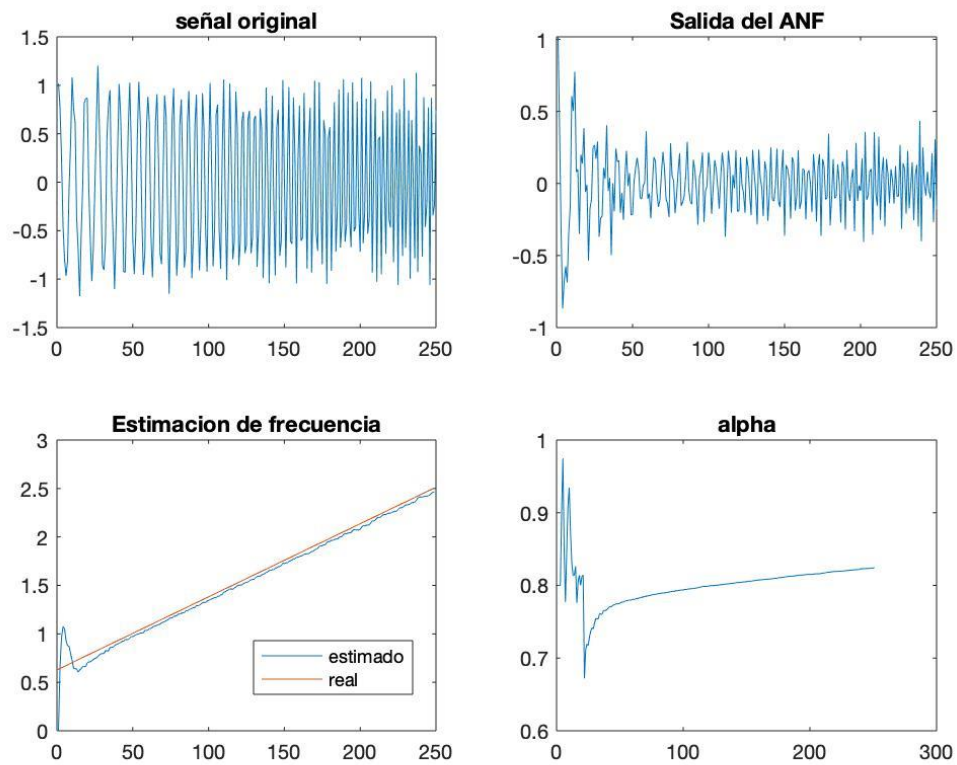 señal original
1.5
1
0.5
0
-0.5
-1
-1.5
0 50 100 150 200 250
Salida del ANF
1
0.5
0
-0.5
-1
0 50 100 150 200 250
Estimacion de frecuencia
3
2.5
2
1.5
1
0.5
0
0 50 100 150 200 250
estimado
real
alpha
1
0.9
0.8
0.7
0.6
0 100 200 300